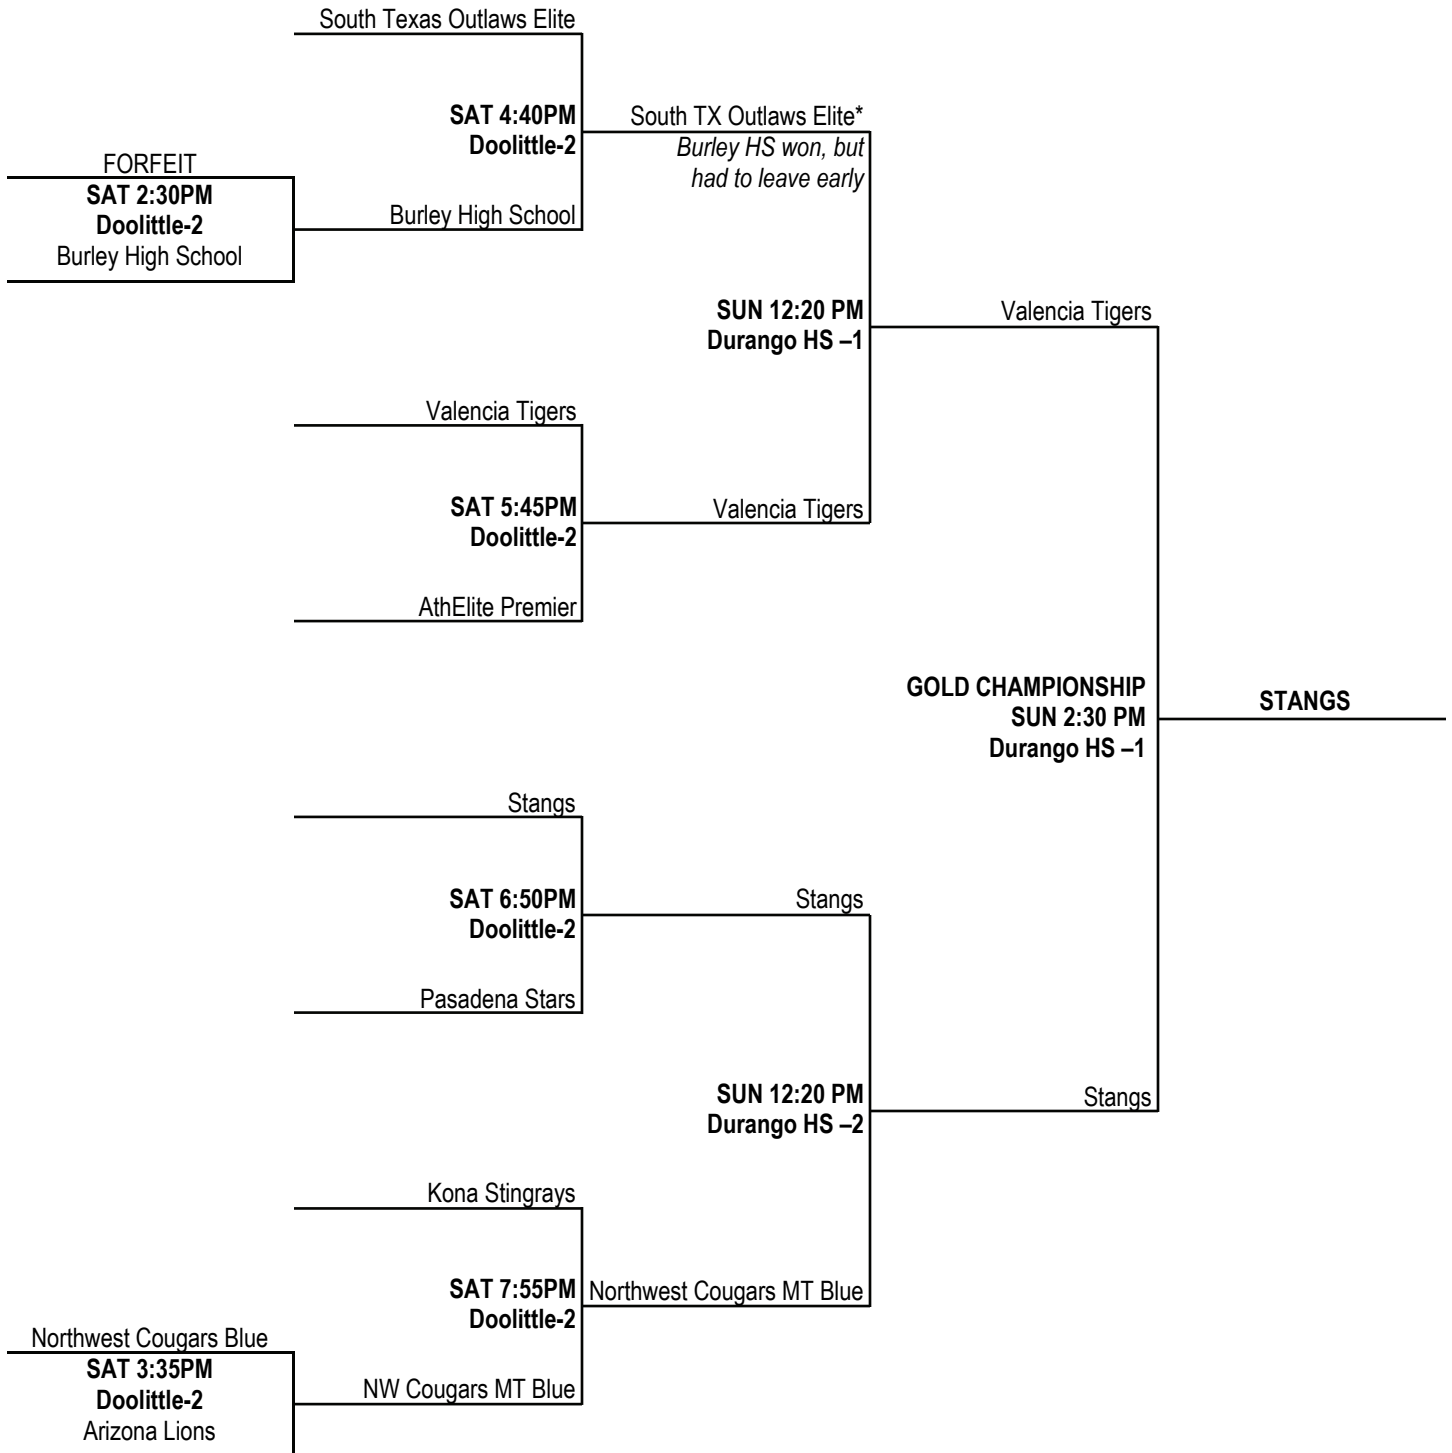 South Texas Outlaws Elite
SAT 4:40PM
Doolittle-2
South TX Outlaws Elite*
Burley HS won, but
had to leave early
FORFEIT
SAT 2:30PM
Doolittle-2
Burley High School
Burley High School
SUN 12:20 PM
Durango HS –1
Valencia Tigers
Valencia Tigers
SAT 5:45PM
Doolittle-2
Valencia Tigers
AthElite Premier
GOLD CHAMPIONSHIP
SUN 2:30 PM
Durango HS –1
STANGS
Stangs
SAT 6:50PM
Doolittle-2
Stangs
Pasadena Stars
SUN 12:20 PM
Durango HS –2
Stangs
Kona Stingrays
SAT 7:55PM
Doolittle-2
Northwest Cougars MT Blue
Northwest Cougars Blue
SAT 3:35PM
Doolittle-2
Arizona Lions
NW Cougars MT Blue